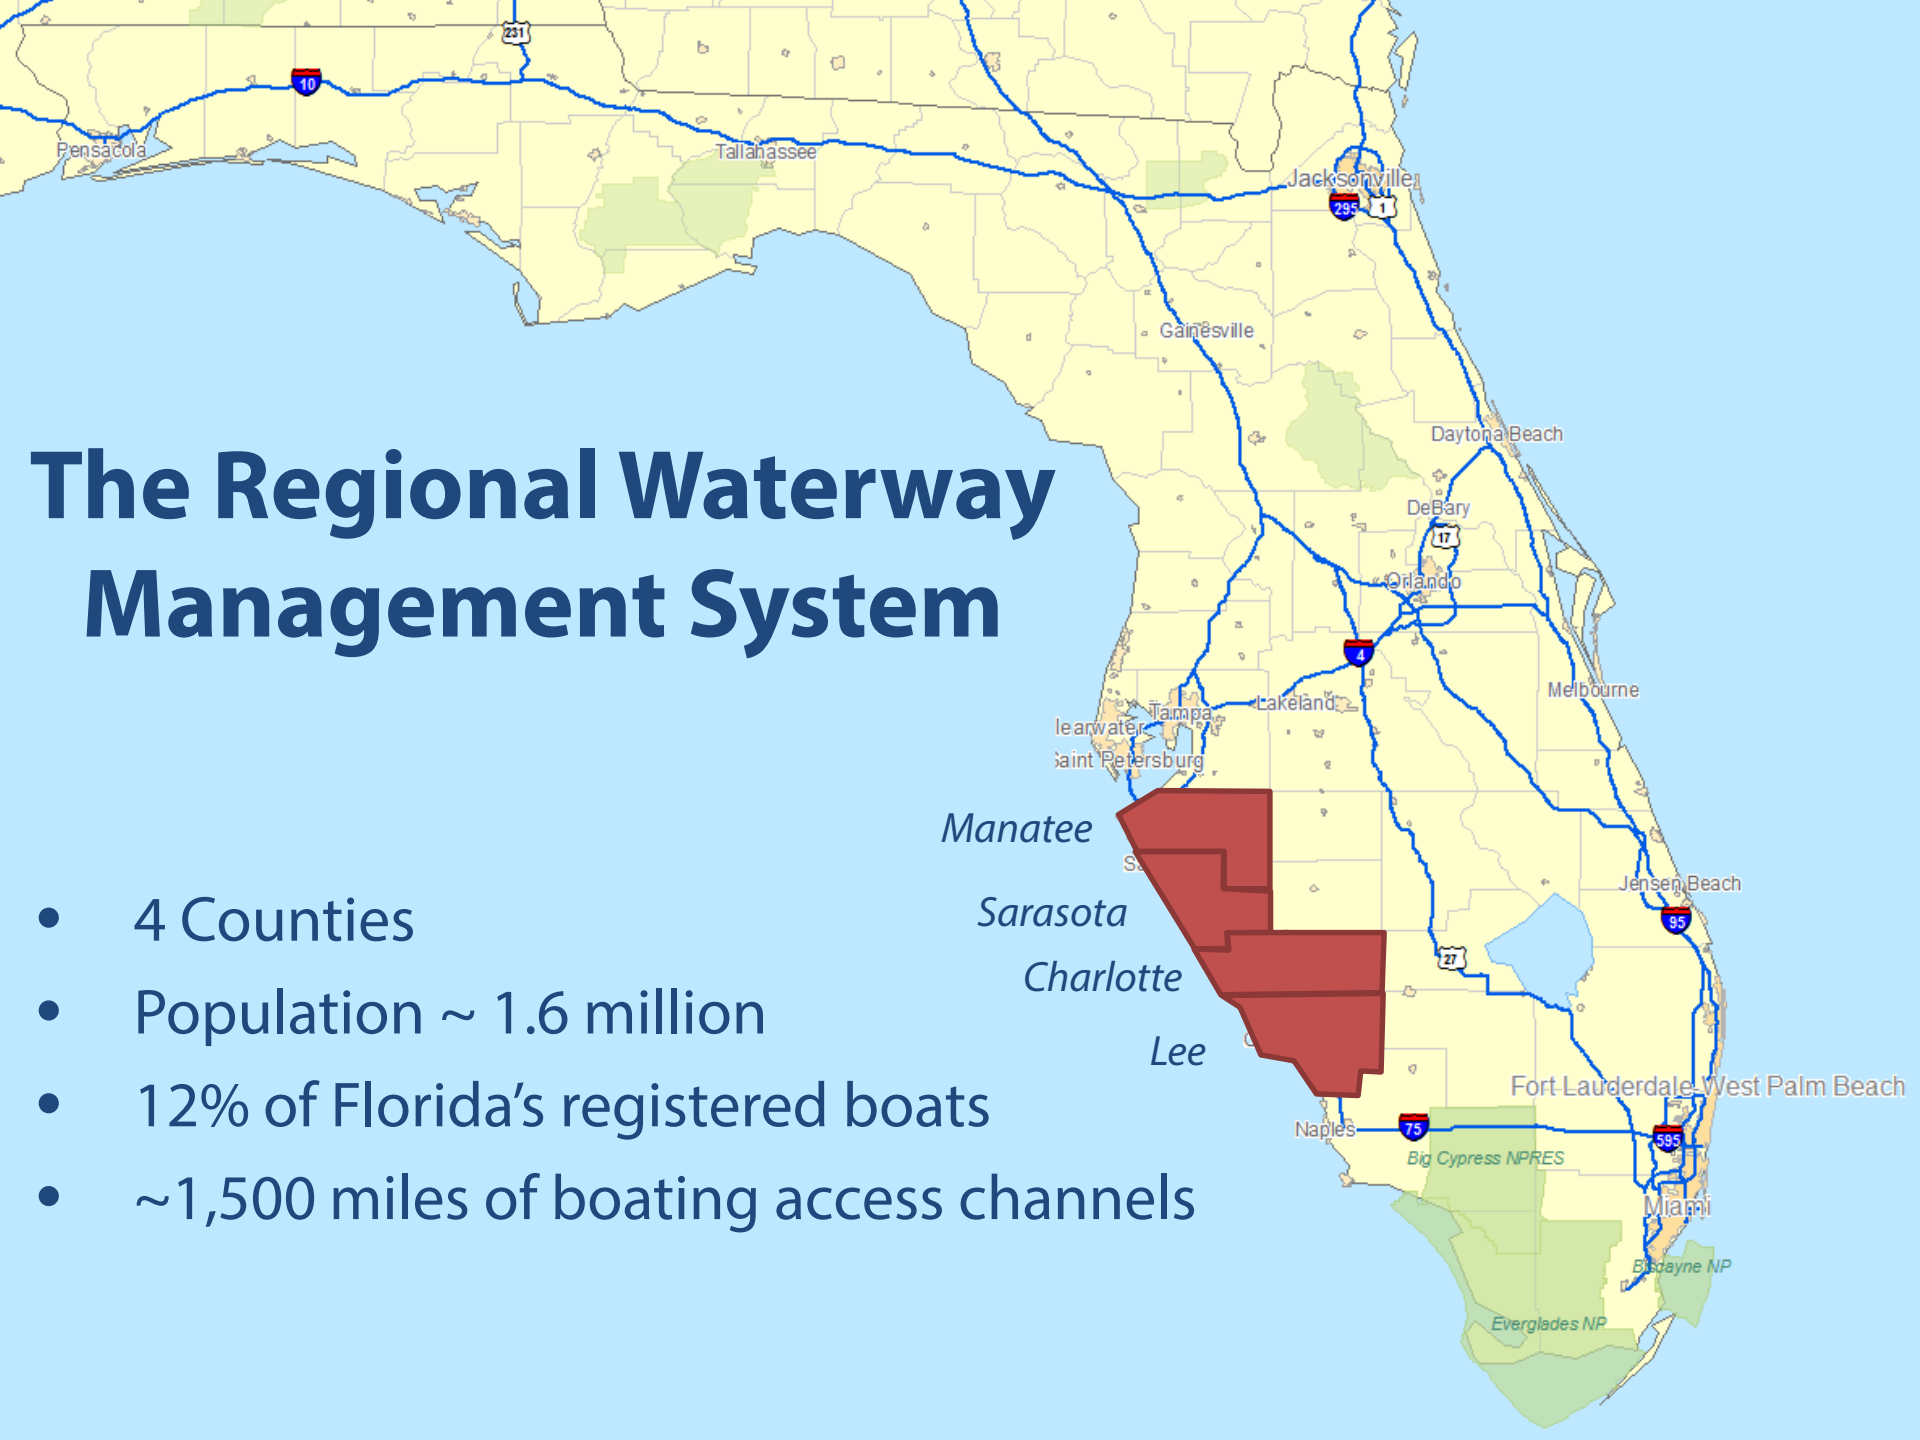 231
10
Pensacola
Tallahassee
Jacksonville
295
1
Gainesville
Daytona Beach
The Regional Waterway
Management System
DeBary
17
Orlando
4
Melbourne
Lakeland
Tampa
learwater
aint Petersburg
Manatee
Sarasota
Charlotte
Lee
Jensen Beach
95
27
4 Counties
Population ~ 1.6 million
12% of Florida's registered boats
~1,500 miles of boating access channels
Fort Lauderdale-West Palm Beach
Naples
75
595
Big Cypress NPRES
Miami
Biscayne NP
Everglades NP